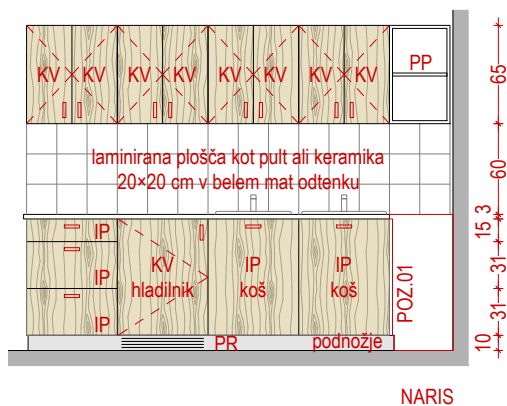 KV KV KV KV KV KV KV KV PP
65
laminirana plošča kot pult ali keramika
20×20 cm v belem mat odtenku
60
3
15
IP
KV
hladilnik
IP
koš
IP
koš
31
IP
POZ.01
31
IP
PR
podnožje
10
NARIS